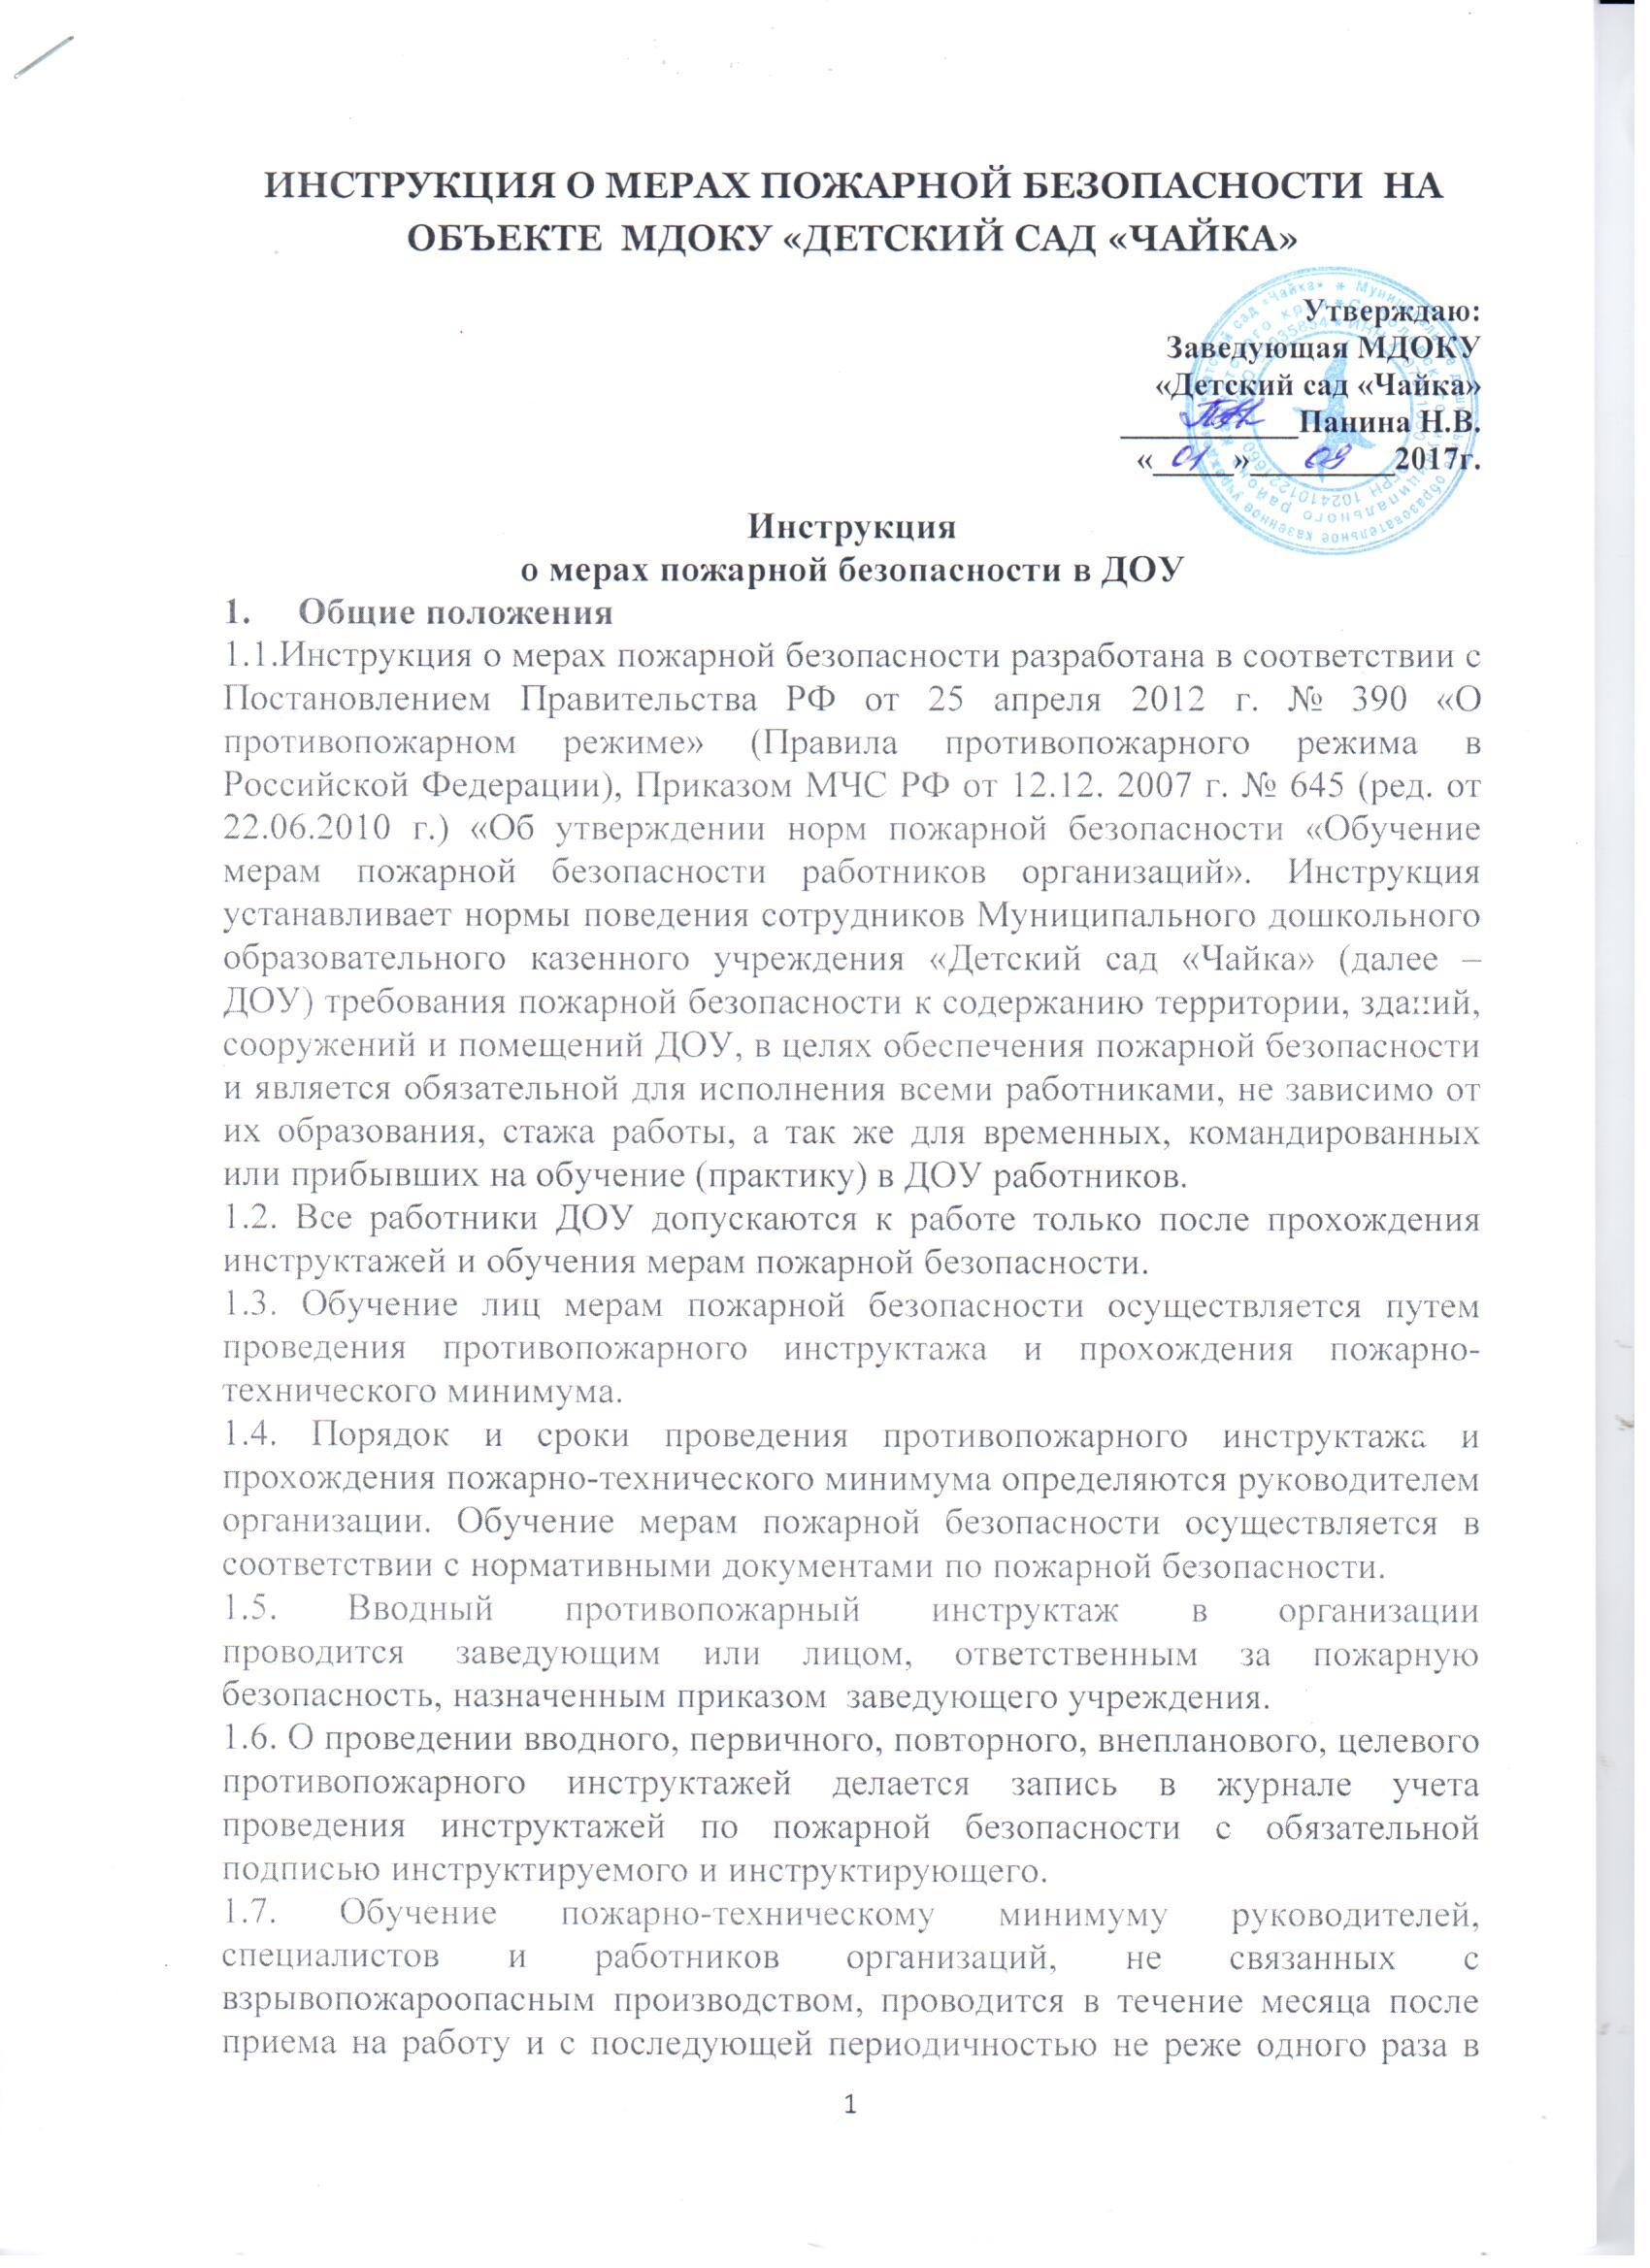 ИНСТРУКЦИЯ О МЕРАХ ПОЖАРНОЙ БЕЗОПАСНОСТИ НА
ОБЪЕКТЕ МДОКУ «ДЕТСКИЙ САД «ЧАЙКА»
Утверждаю:
Заведующая МДОКУ
«Детский сад «Чайка»
Панина Н.В.
« 01 » 09 2017г.
Инструкция
о мерах пожарной безопасности в ДОУ
1. Общие положения
1.1.Инструкция о мерах пожарной безопасности разработана в соответствии с
Постановлением Правительства РФ от 25 апреля 2012 г. № 390 «О
противопожарном режиме» (Правила противопожарного режима в
Российской Федерации), Приказом МЧС РФ от 12.12. 2007 г. № 645 (ред. от
22.06.2010 г.) «Об утверждении норм пожарной безопасности «Обучение
мерам пожарной безопасности работников организаций». Инструкция
устанавливает нормы поведения сотрудников Муниципального дошкольного
образовательного казенного учреждения «Детский сад «Чайка» (далее –
ДОУ) требования пожарной безопасности к содержанию территории, зданий,
сооружений и помещений ДОУ, в целях обеспечения пожарной безопасности
и является обязательной для исполнения всеми работниками, не зависимо от
их образования, стажа работы, а так же для временных, командированных
или прибывших на обучение (практику) в ДОУ работников.
1.2. Все работники ДОУ допускаются к работе только после прохождения
инструктажей и обучения мерам пожарной безопасности.
1.3. Обучение лиц мерам пожарной безопасности осуществляется путем
проведения противопожарного инструктажа и прохождения пожарно-
технического минимума.
1.4. Порядок и сроки проведения противопожарного инструктажа и
прохождения пожарно-технического минимума определяются руководителем
организации. Обучение мерам пожарной безопасности осуществляется в
соответствии с нормативными документами по пожарной безопасности.
1.5. Вводный противопожарный инструктаж в организации
проводится заведующим или лицом, ответственным за пожарную
безопасность, назначенным приказом заведующего учреждения.
1.6. О проведении вводного, первичного, повторного, внепланового, целевого
противопожарного инструктажей делается запись в журнале учета
проведения инструктажей по пожарной безопасности с обязательной
подписью инструктируемого и инструктирующего.
1.7. Обучение пожарно-техническому минимуму руководителей,
специалистов и работников организаций, не связанных с
взрывопожароопасным производством, проводится в течение месяца после
приема на работу и с последующей периодичностью не реже одного раза в
1